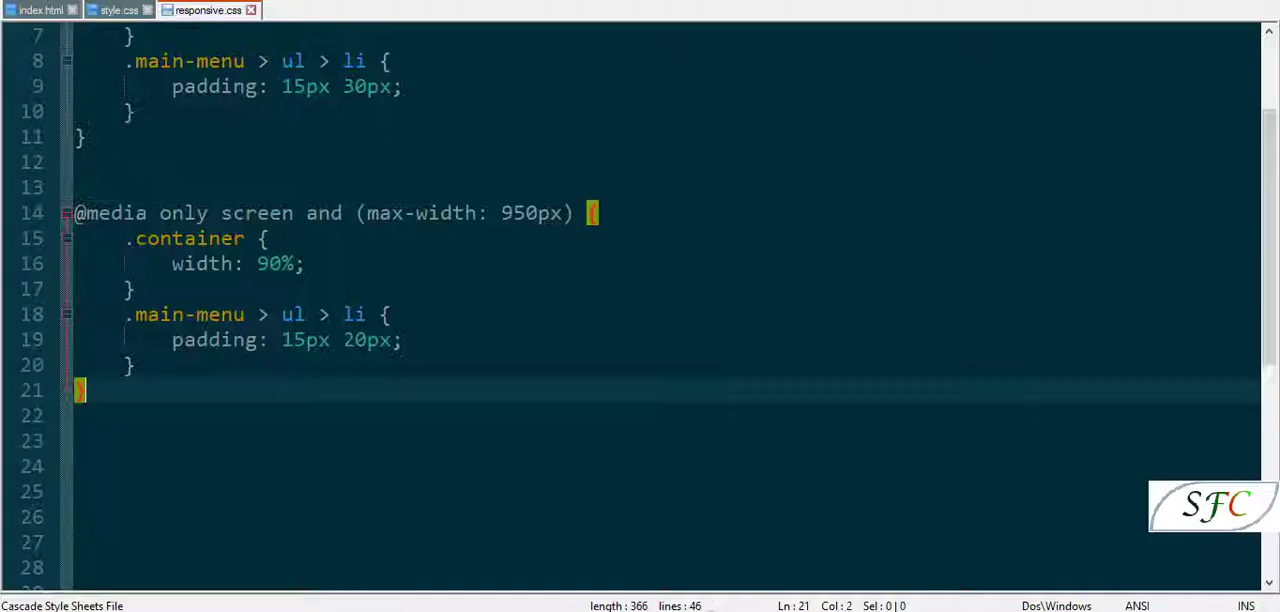 index.html style.css responsive.css
7 }
8 .main-menu > ul > li {
9 padding: 15px 30px;
10 }
11 }
12
13
14 @media only screen and (max-width: 950px) {
15 .container {
16 width: 90%;
17 }
18 .main-menu > ul > li {
19 padding: 15px 20px;
20 }
21 }
22
23
24
25
26
27
28
SFC
Cascade Style Sheets File length : 366 lines : 46 Ln : 21 Col : 2 Sel : 0 | 0 Dos\Windows ANSI INS